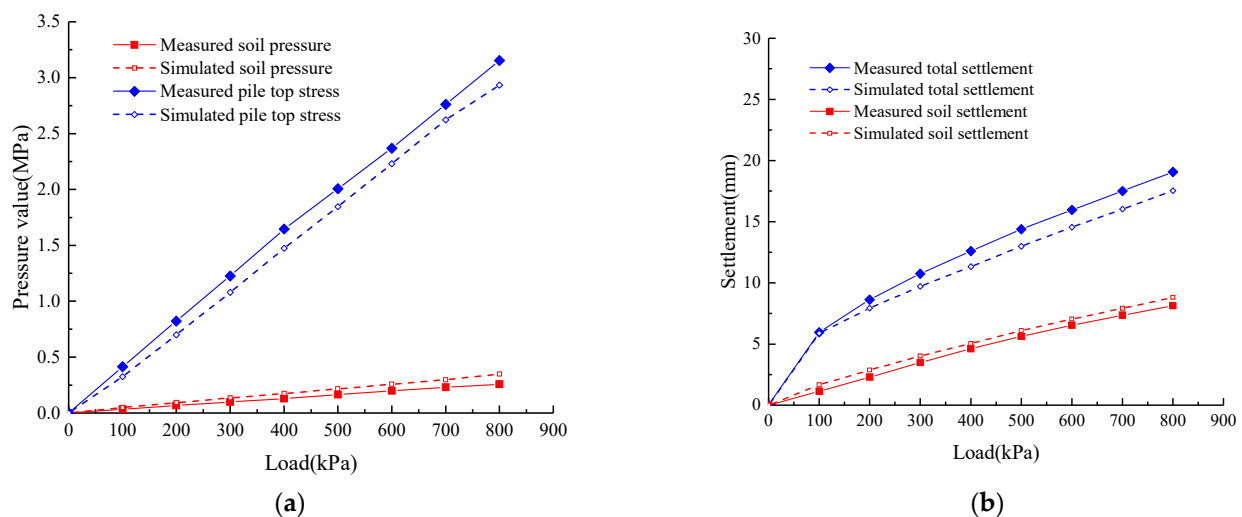 3.5
3.0
2.5
2.0
1.5
1.0
0.5
0.0
Pressure value(MPa)
Measured soil pressure
Simulated soil pressure
Measured pile top stress
Simulated pile top stress
0 100 200 300 400 500 600 700 800 900
Load(kPa)
(a)
30
25
20
15
10
5
0
Settlement(mm)
Measured total settlement
Simulated total settlement
Measured soil settlement
Simulated soil settlement
0 100 200 300 400 500 600 700 800 900
Load(kPa)
(b)